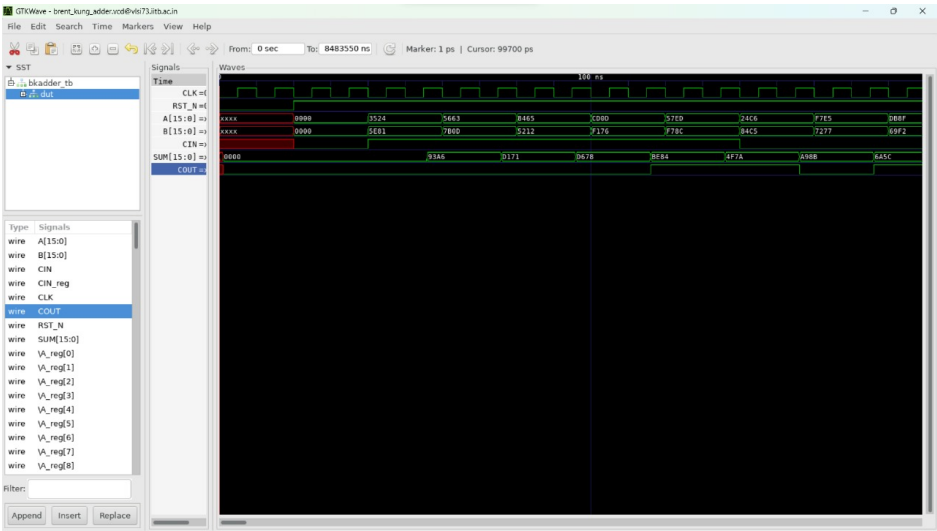 GTKWave - brent_kung_adder.vcd@vlsi73.iitb.ac.in
File Edit Search Time Markers View Help
From: 0 sec To: 8483550 ns Marker: 1 ps | Cursor: 99700 ps
SST
bkadder_tb
dut
Type Signals
wire A[15:0]
wire B[15:0]
wire CIN
wire CIN_reg
wire CLK
wire COUT
wire RST_N
wire SUM[15:0]
wire \A_reg[0]
wire \A_reg[1]
wire \A_reg[2]
wire \A_reg[3]
wire \A_reg[4]
wire \A_reg[5]
wire \A_reg[6]
wire \A_reg[7]
wire \A_reg[8]
wire \A_reg[9]
Filter:
Append Insert Replace
Signals
Time
CLK =
RST_N =
A[15:0] =
B[15:0] =
CIN =
SUM[15:0] =
COUT =
Waves
100 ns
xxxx 0000 3524 5663 B465 CD0D 57ED 24C6 F7E5 DB8F
xxxx 0000 5E81 7B0D 5212 F176 F78C 84C5 7277 69F2
0000 93A6 D171 D678 BE84 4F7A A98B 6A5C